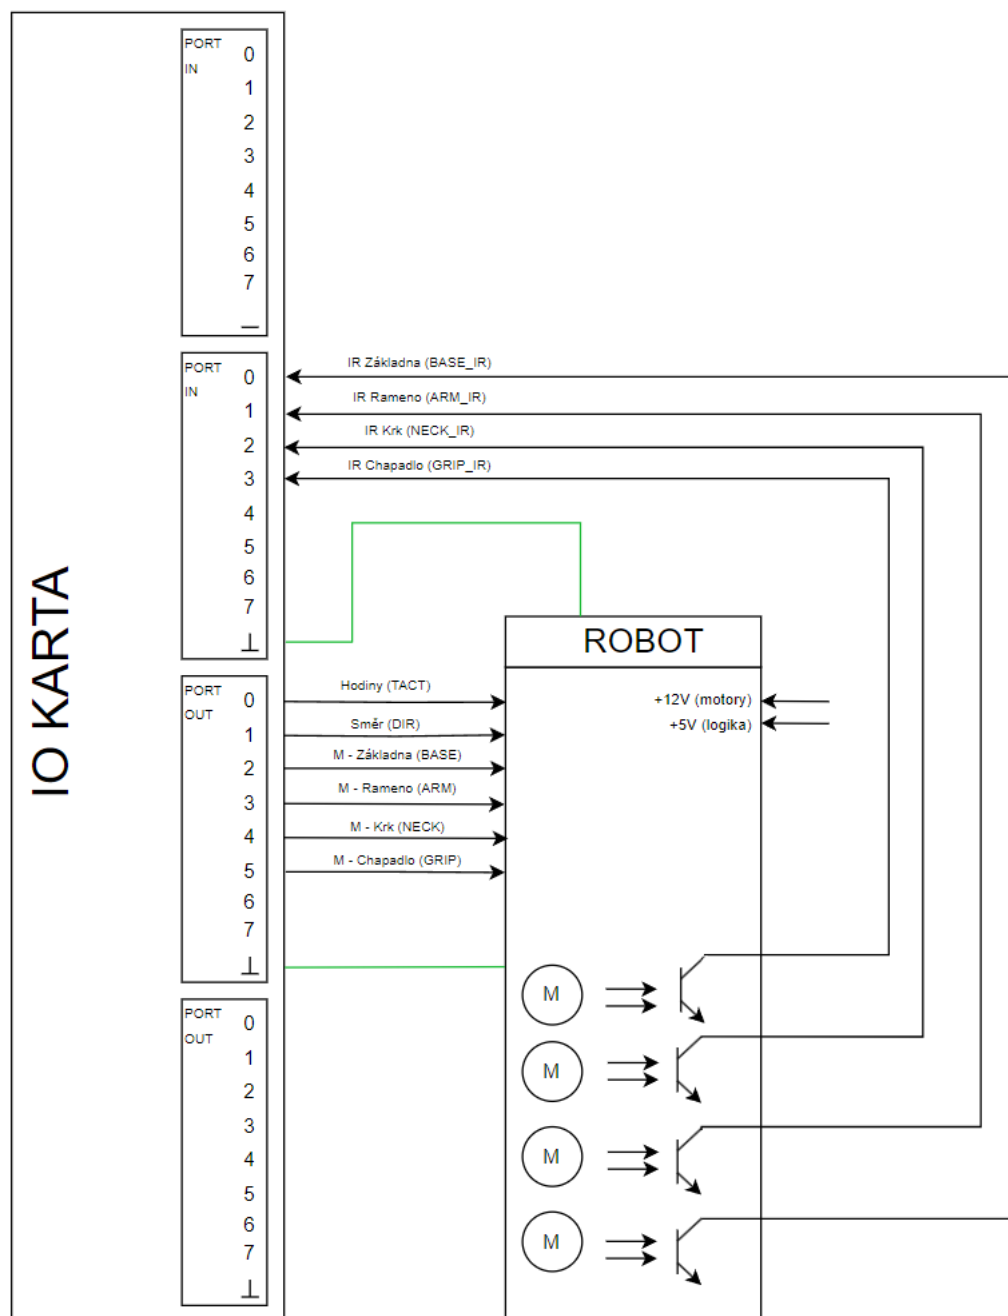 IO KARTA
PORT
IN
0
1
2
3
4
5
6
7
PORT
IN
0
1
2
3
4
5
6
7
IR Základna (BASE_IR)
IR Rameno (ARM_IR)
IR Krk (NECK_IR)
IR Chapadlo (GRIP_IR)
PORT
OUT
0
1
2
3
4
5
6
7
Hodiny (TACT)
Směr (DIR)
M - Základna (BASE)
M - Rameno (ARM)
M - Krk (NECK)
M - Chapadlo (GRIP)
ROBOT
+12V (motory)
+5V (logika)
M
M
M
M
PORT
OUT
0
1
2
3
4
5
6
7